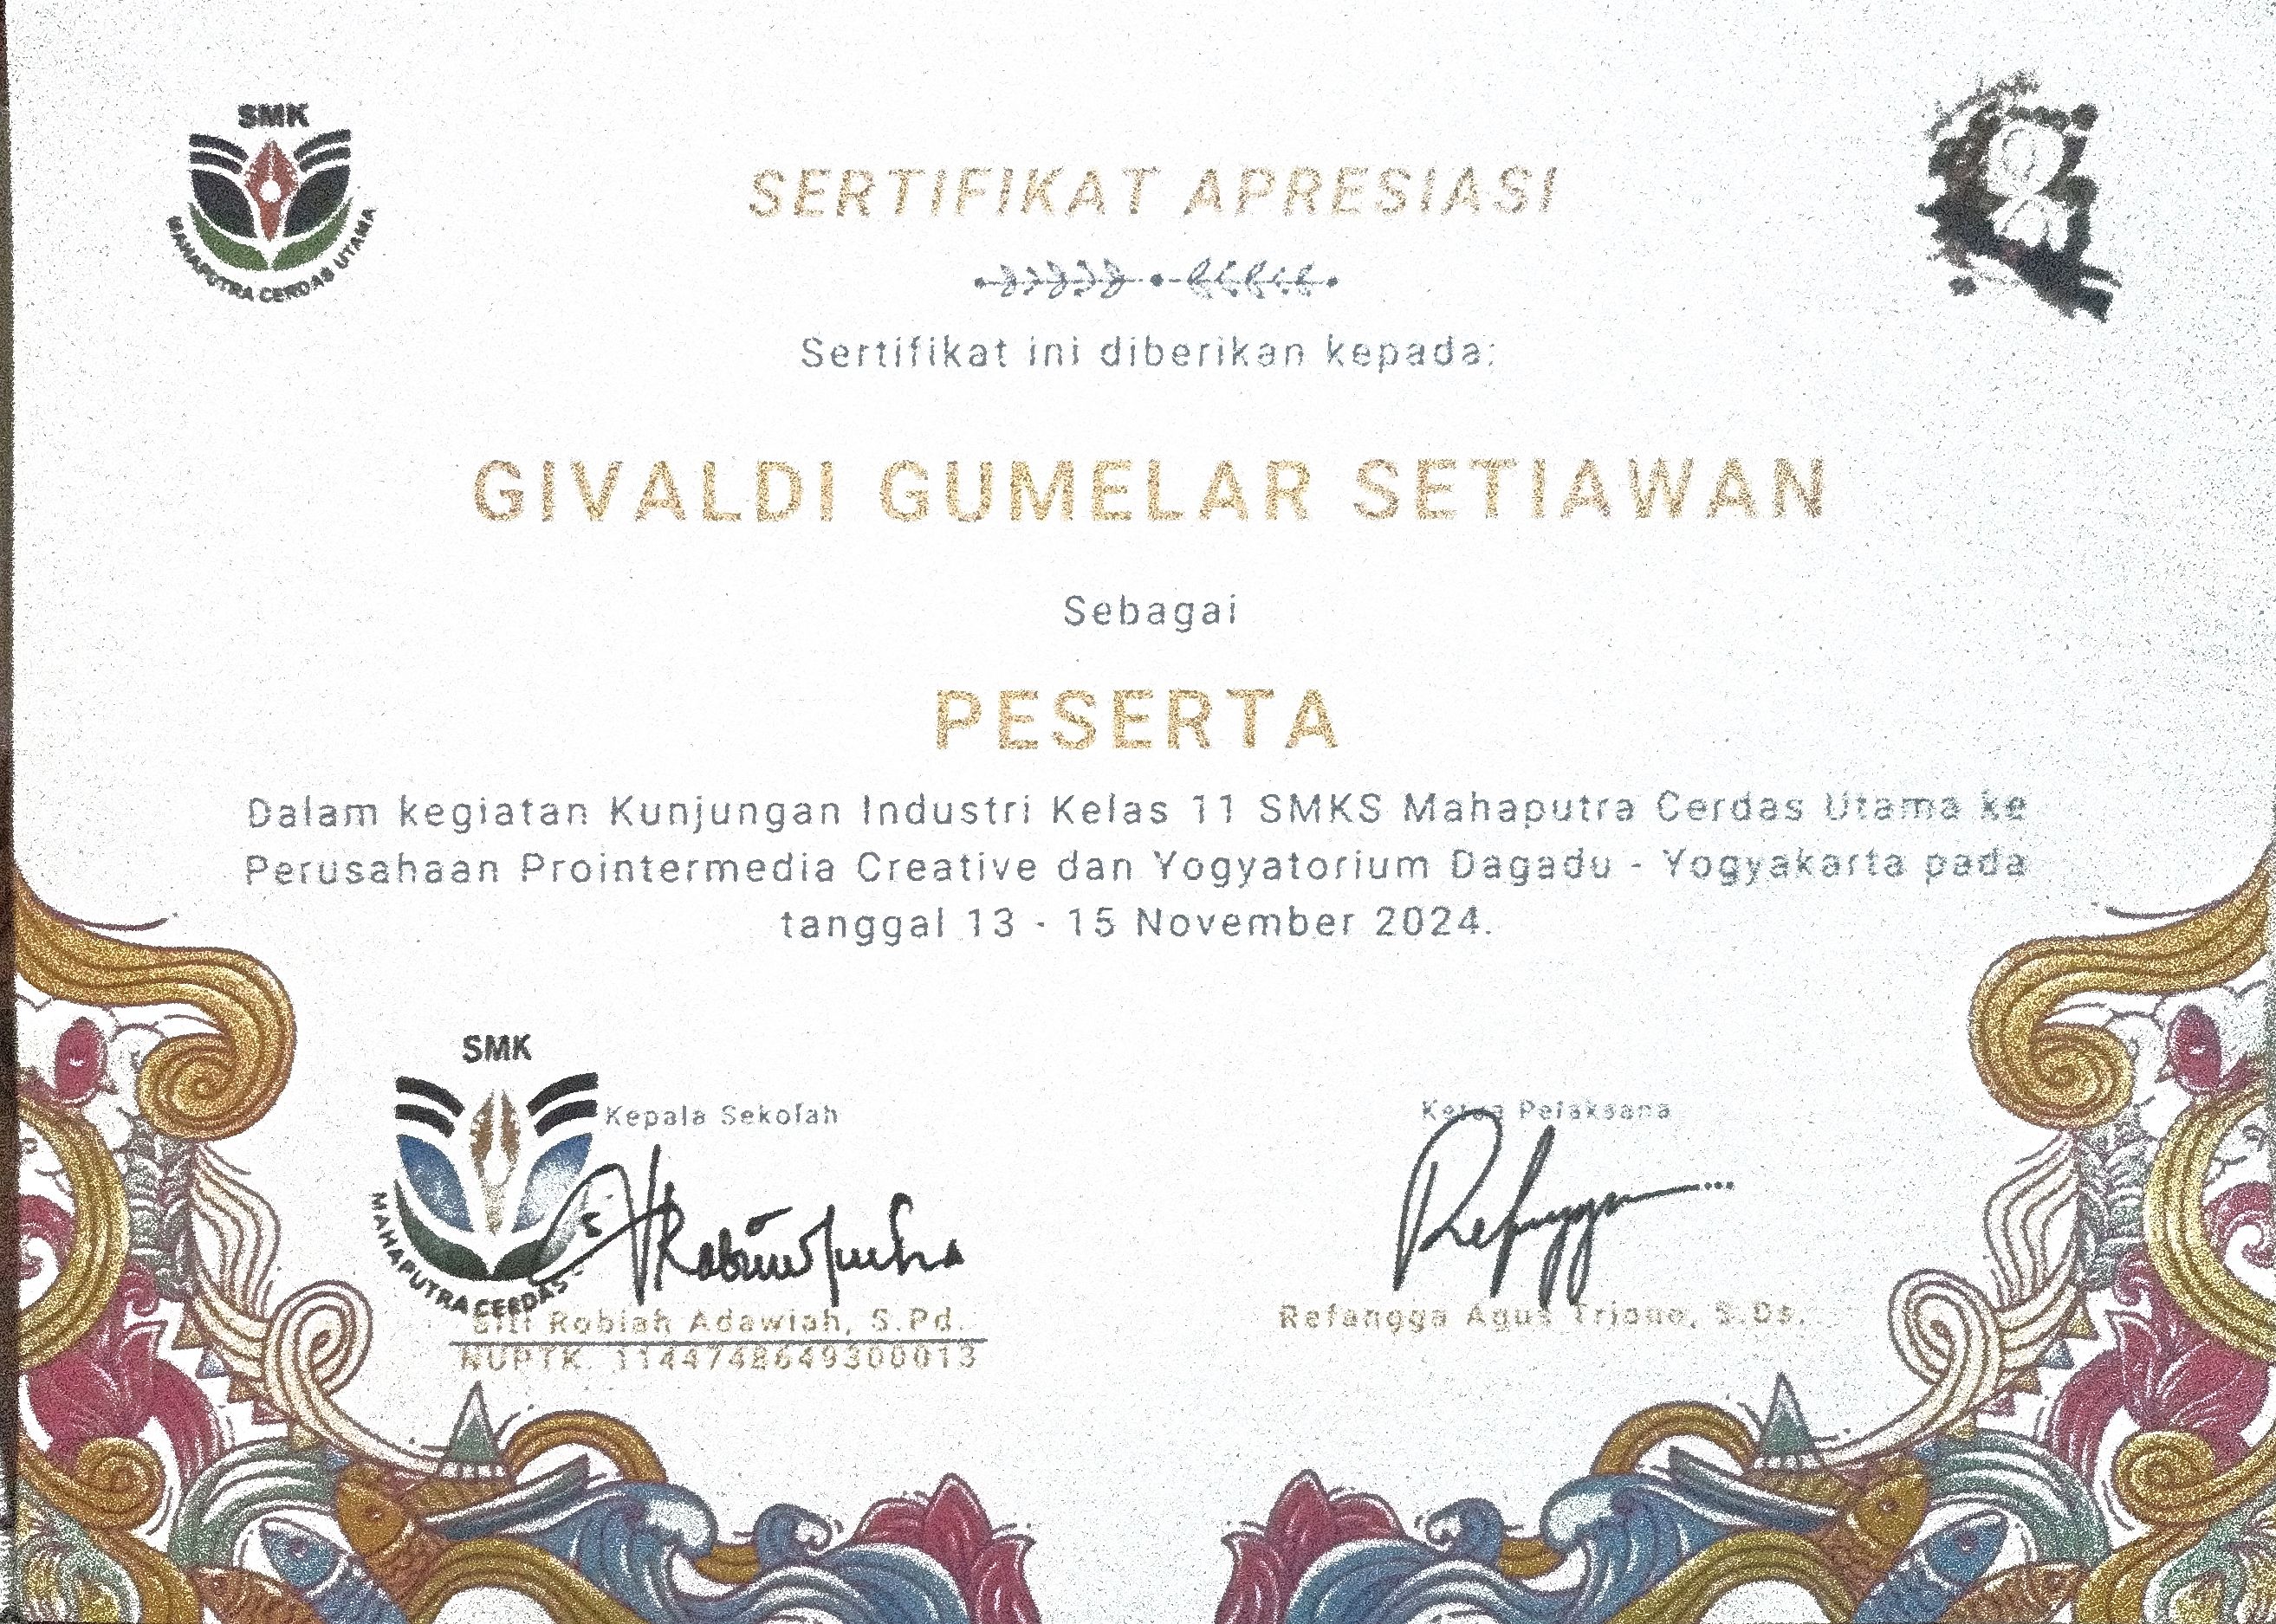 SMK
MAHAPUTRA CERDAS UTAMA
SERTIFIKAT APRESIASI
Sertifikat ini diberikan kepada:
GIVALDI GUMELAR SETIAWAN
Sebagai
PESERTA
Dalam kegiatan Kunjungan Industri Kelas 11 SMKS Mahaputra Cerdas Utama ke
Perusahaan Prointermedia Creative dan Yogyatorium Dagadu - Yogyakarta pada
tanggal 13 - 15 November 2024.
SMK
MAHAPUTRA CERDAS
Kepala Sekolah
Siti Robiah Adawiah, S.Pd.
NUPTK. 1144748649300013
Ketua Pelaksana
Refangga Agus Triono, S.Ds.